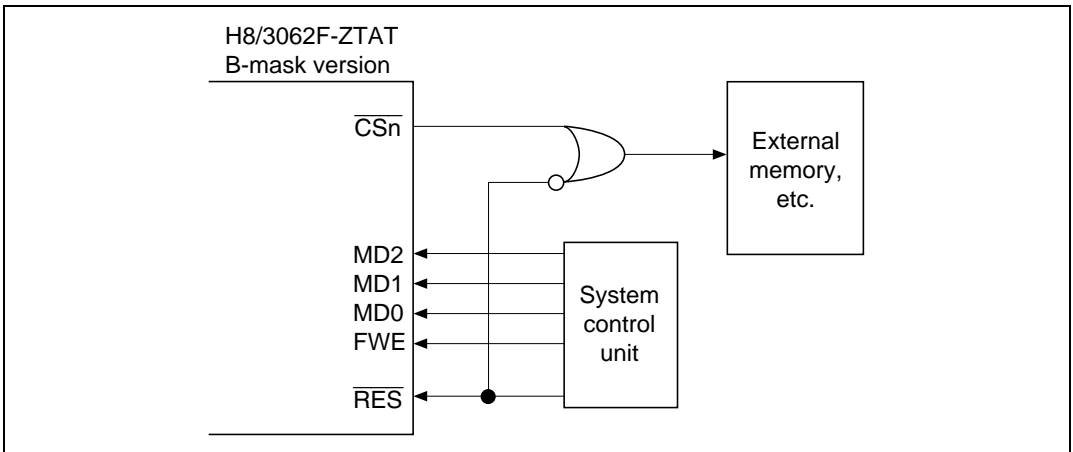 H8/3062F-ZTAT
B-mask version
CSn
External
memory,
etc.
MD2
MD1
MD0
FWE
RES
System
control
unit